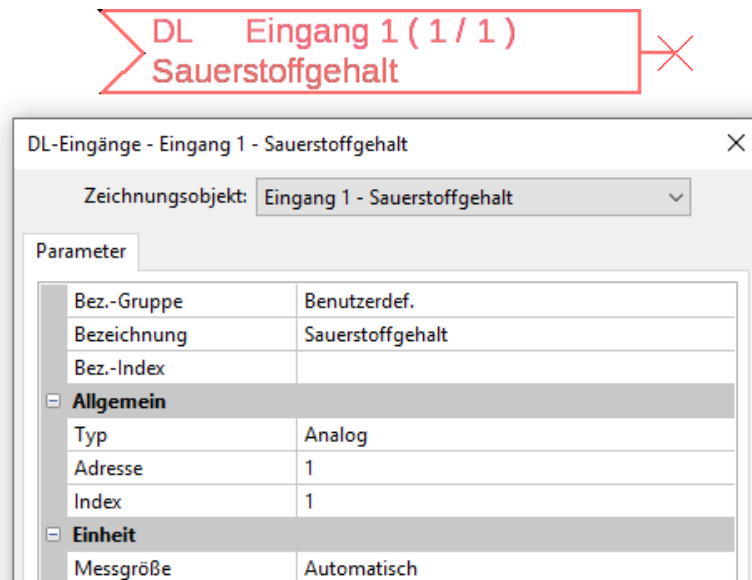 DL Eingang 1 ( 1 / 1 )
Sauerstoffgehalt
DL-Eingänge - Eingang 1 - Sauerstoffgehalt
Zeichnungsobjekt: Eingang 1 - Sauerstoffgehalt
Parameter
Bez.-Gruppe Benutzerdef.
Bezeichnung Sauerstoffgehalt
Bez.-Index
Allgemein
Typ Analog
Adresse 1
Index 1
Einheit
Messgröße Automatisch